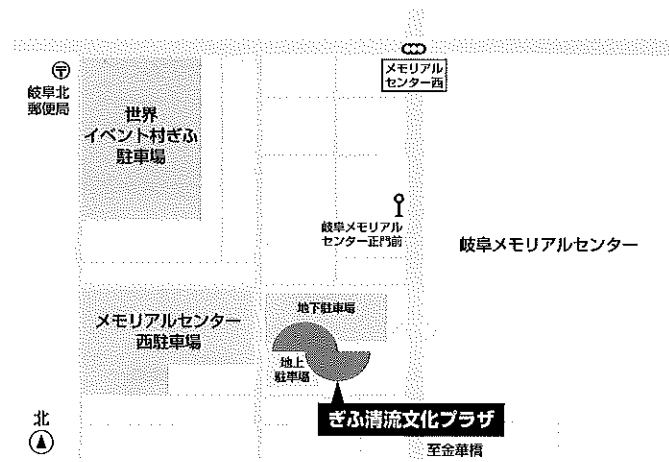 メモリアル
センター西
岐阜北
郵便局
世界
イベント村ぎふ
駐車場
岐阜メモリアル
センター正門前
岐阜メモリアルセンター
地下駐車場
メモリアルセンター
西駐車場
地上
駐車場
北
ぎふ清流文化プラザ
至金華橋